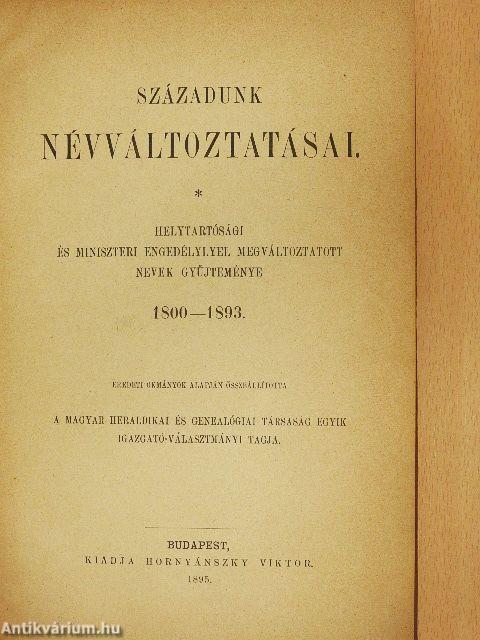 SZÁZADUNK
NÉVVÁLTOZTATÁSAI.
*
HELYTARTÓSÁGI
ÉS MINISZTERI ENGEDÉLYLYEL MEGVÁLTOZTATOTT
NEVEK GYŰJTEMÉNYE
1800—1893.
EREDETI OKMÁNYOK ALAPJÁN ÖSSZEÁLLÍTOTTA
A MAGYAR HERALDIKAI ÉS GENEALÓGIAI TÁRSASÁG EGYIK
IGAZGATÓ-VÁLASZTMÁNYI TAGJA.
BUDAPEST,
KIADJA HORNYÁNSZKY VIKTOR.
1895.
Antikvárium.hu